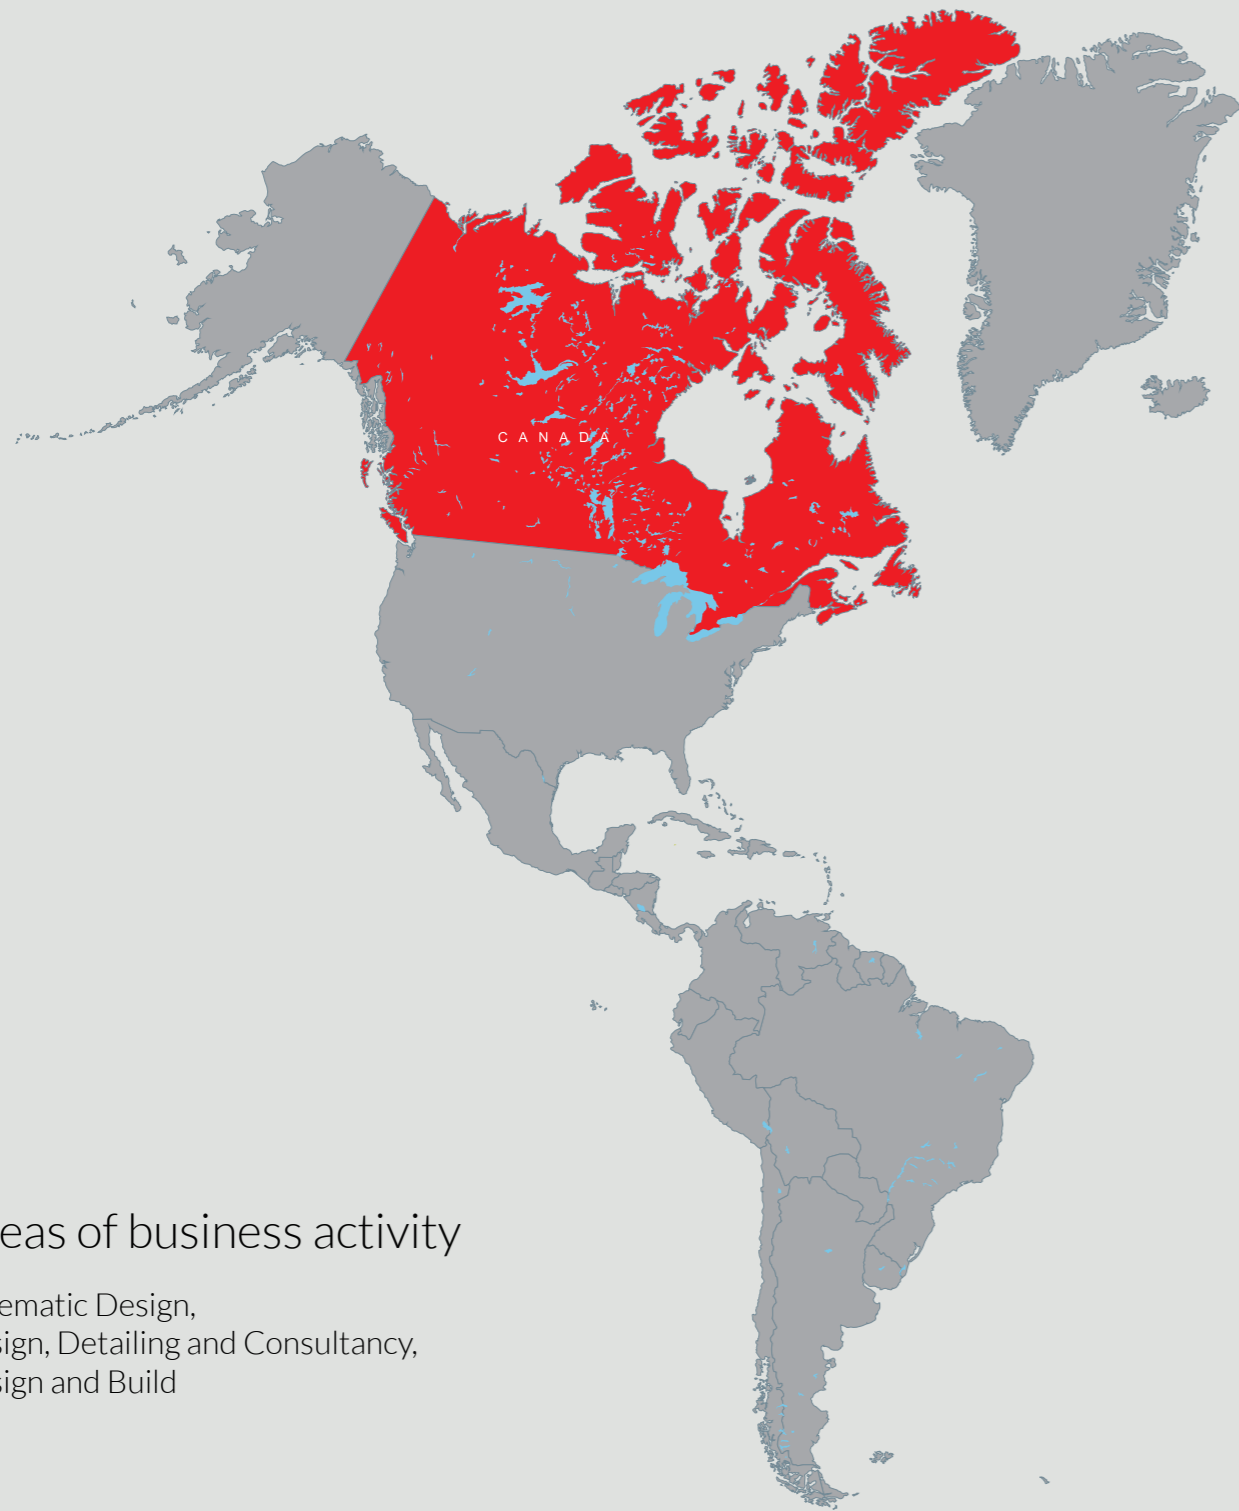 CANADA
eas of business activity
ematic Design,
sign, Detailing and Consultancy,
sign and Build